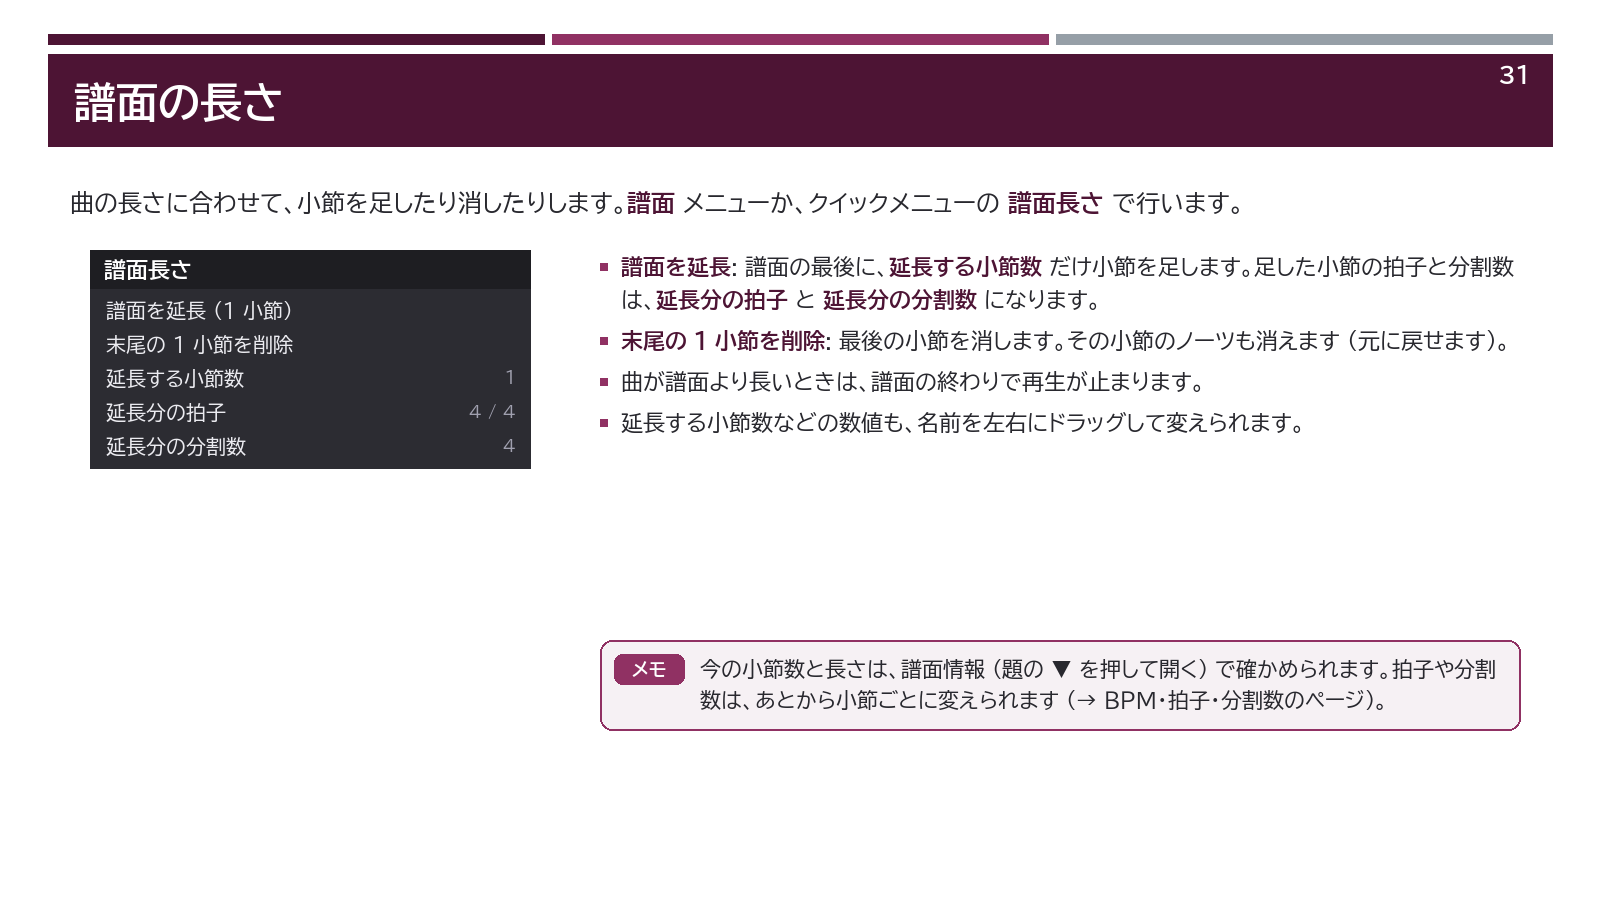 譜面の長さ
31
曲の長さに合わせて、小節を足したり消したりします。譜面 メニューか、クイックメニューの 譜面長さ で行います。
譜面長さ
譜面を延長 (1 小節)
末尾の 1 小節を削除
延長する小節数 1
延長分の拍子 4 / 4
延長分の分割数 4
譜面を延長: 譜面の最後に、延長する小節数 だけ小節を足します。足した小節の拍子と分割数
は、延長分の拍子 と 延長分の分割数 になります。
末尾の 1 小節を削除: 最後の小節を消します。その小節のノーツも消えます (元に戻せます)。
曲が譜面より長いときは、譜面の終わりで再生が止まります。
延長する小節数などの数値も、名前を左右にドラッグして変えられます。
メモ
今の小節数と長さは、譜面情報 (題の ▼ を押して開く) で確かめられます。拍子や分割
数は、あとから小節ごとに変えられます (→ BPM・拍子・分割数のページ)。